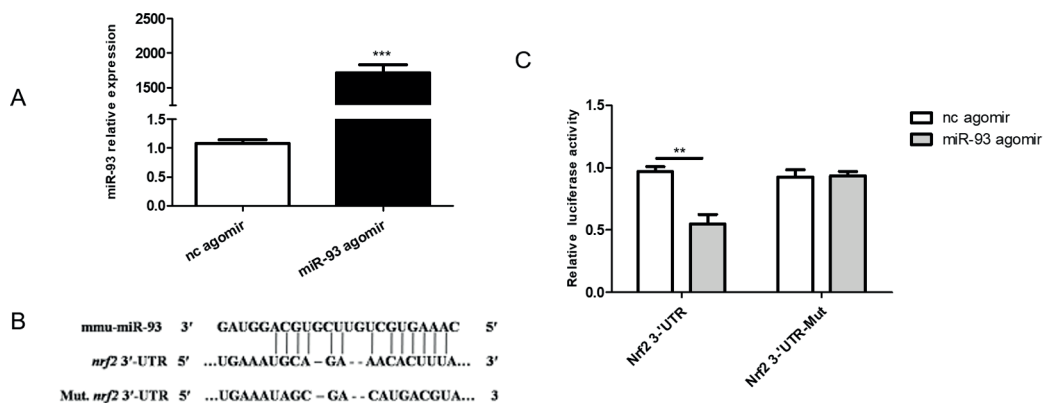 A
miR-93 relative expression
2500
2000
1500
1.5
1.0
0.5
0.0
***
nc agomir
miR-93 agomir
B
mmu-miR-93 3′ GAUGGACGUGCUUGUCGUGAAAC 5′
nrf2 3′-UTR 5′ …UGAAAUGCA –GA - -AACACUUUA… 3′
Mut. nrf2 3′-UTR 5′ …UGAAAUAGC –GA - -CAUGACGUA… 3
C
Relative luciferase activity
1.5
1.0
0.5
0.0
**
nc agomir
miR-93 agomir
Nrf2 3-'UTR
Nrf2 3-'UTR-Mut